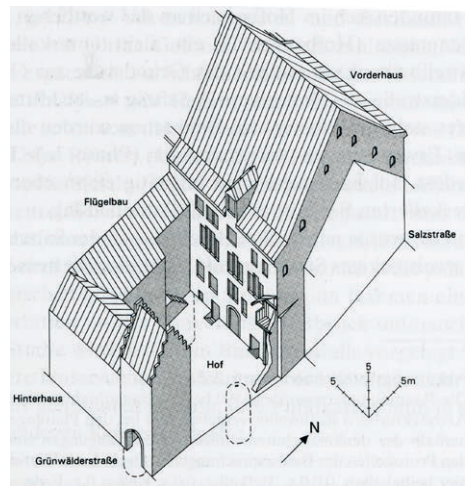 Vorderhaus
Flügelbau
Salzstraße
Hof
5
5
5m
Hinterhaus
N
Grünwälderstraße